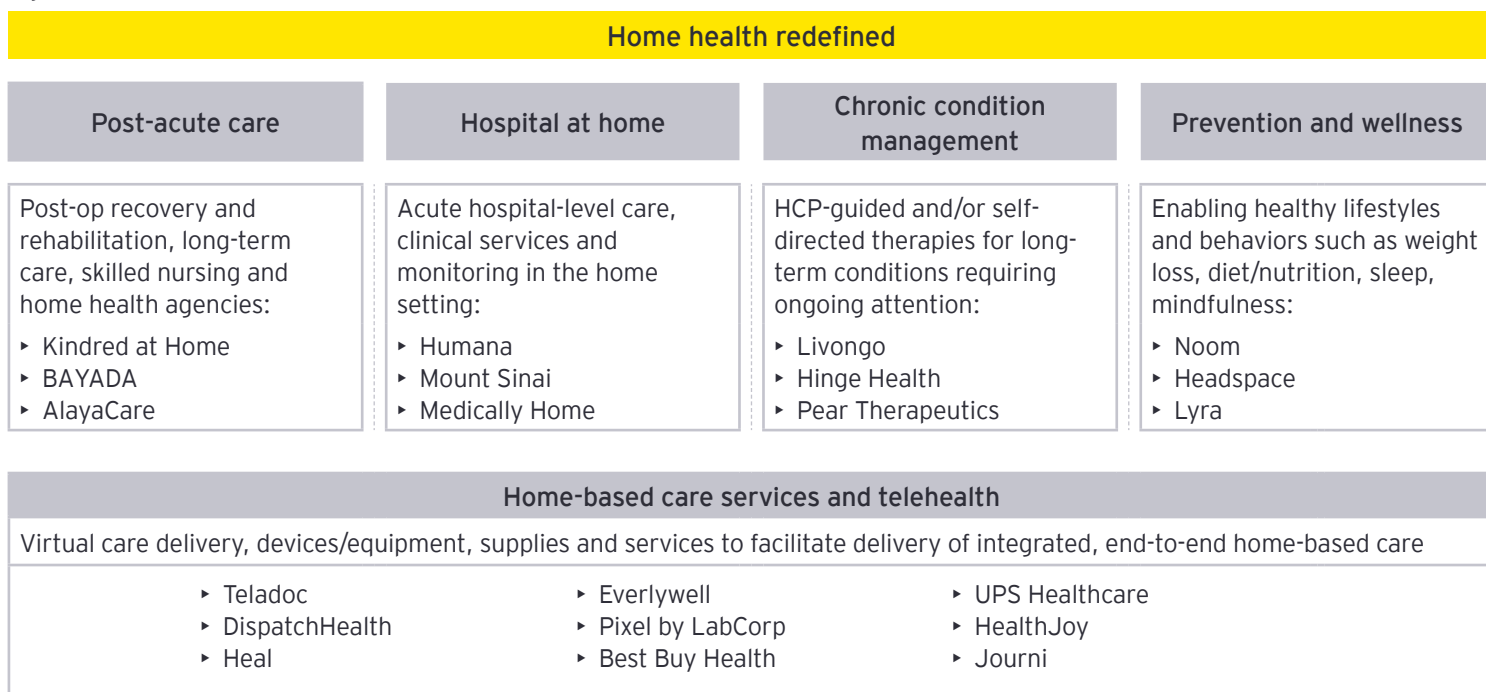 Home health redefined
Post-acute care
Hospital at home
Chronic condition
management
Prevention and wellness
Post-op recovery and
rehabilitation, long-term
care, skilled nursing and
home health agencies:
‣ Kindred at Home
‣ BAYADA
‣ AlayaCare
Acute hospital-level care,
clinical services and
monitoring in the home
setting:
‣ Humana
‣ Mount Sinai
‣ Medically Home
HCP-guided and/or self-
directed therapies for long-
term conditions requiring
ongoing attention:
‣ Livongo
‣ Hinge Health
‣ Pear Therapeutics
Enabling healthy lifestyles
and behaviors such as weight
loss, diet/nutrition, sleep,
mindfulness:
‣ Noom
‣ Headspace
‣ Lyra
Home-based care services and telehealth
Virtual care delivery, devices/equipment, supplies and services to facilitate delivery of integrated, end-to-end home-based care
‣ Teladoc
‣ DispatchHealth
‣ Heal
‣ Everlywell
‣ Pixel by LabCorp
‣ Best Buy Health
‣ UPS Healthcare
‣ HealthJoy
‣ Journi